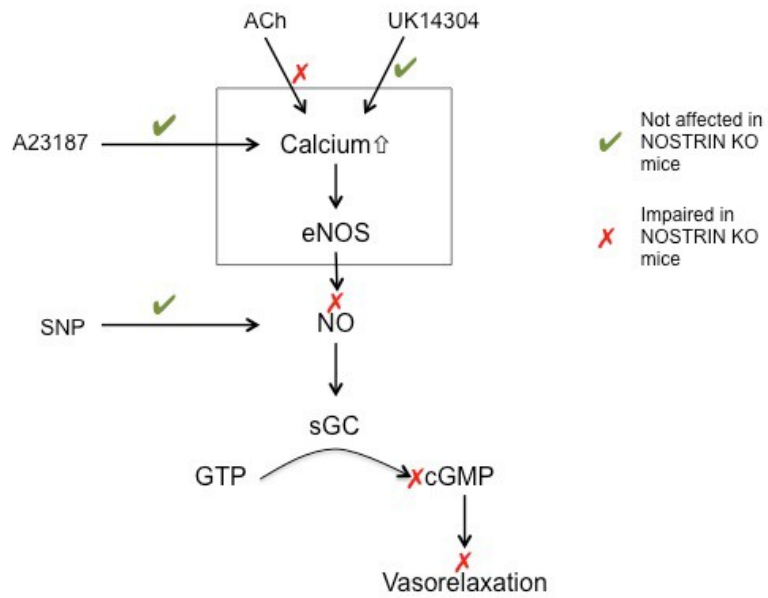 ACh
UK14304
A23187
Calcium⇧
eNOS
SNP
NO
sGC
GTP
cGMP
Vasorelaxation
Not affected in
NOSTRIN KO
mice
Impaired in
NOSTRIN KO
mice